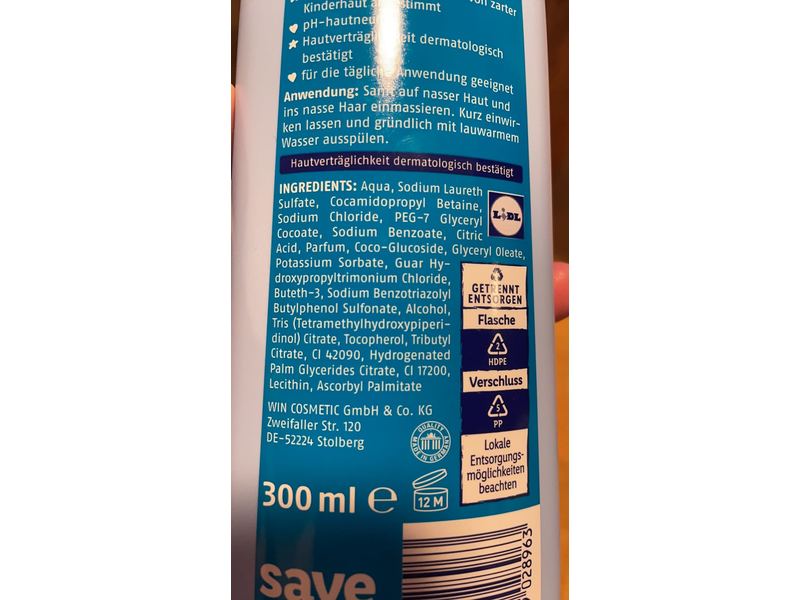 von zarter
Kinderhaut abgestimmt
pH-hautneutral
Hautverträglichkeit dermatologisch
bestätigt
für die tägliche Anwendung geeignet
Anwendung: Sanft auf nasser Haut und
ins nasse Haar einmassieren. Kurz einwir-
ken lassen und gründlich mit lauwarmem
Wasser ausspülen.
Hautverträglichkeit dermatologisch bestätigt
INGREDIENTS: Aqua, Sodium Laureth
Sulfate, Cocamidopropyl Betaine,
Sodium Chloride, PEG-7 Glyceryl
Cocoate, Sodium Benzoate, Citric
Acid, Parfum, Coco-Glucoside, Glyceryl Oleate,
Potassium Sorbate, Guar Hy-
droxypropyltrimonium Chloride,
Buteth-3, Sodium Benzotriazolyl
Butylphenol Sulfonate, Alcohol,
Tris (Tetramethylhydroxypiperi-
dinol) Citrate, Tocopherol, Tributyl
Citrate, CI 42090, Hydrogenated
Palm Glycerides Citrate, CI 17200,
Lecithin, Ascorbyl Palmitate
LIDL
GETRENNT
ENTSORGEN
Flasche
2
HDPE
Verschluss
5
PP
Lokale
Entsorgungs-
möglichkeiten
beachten
WIN COSMETIC GmbH & Co. KG
Zweifaller Str. 120
DE-52224 Stolberg
QUALITY
MADE IN GERMANY
300 ml e
12 M
028963
save